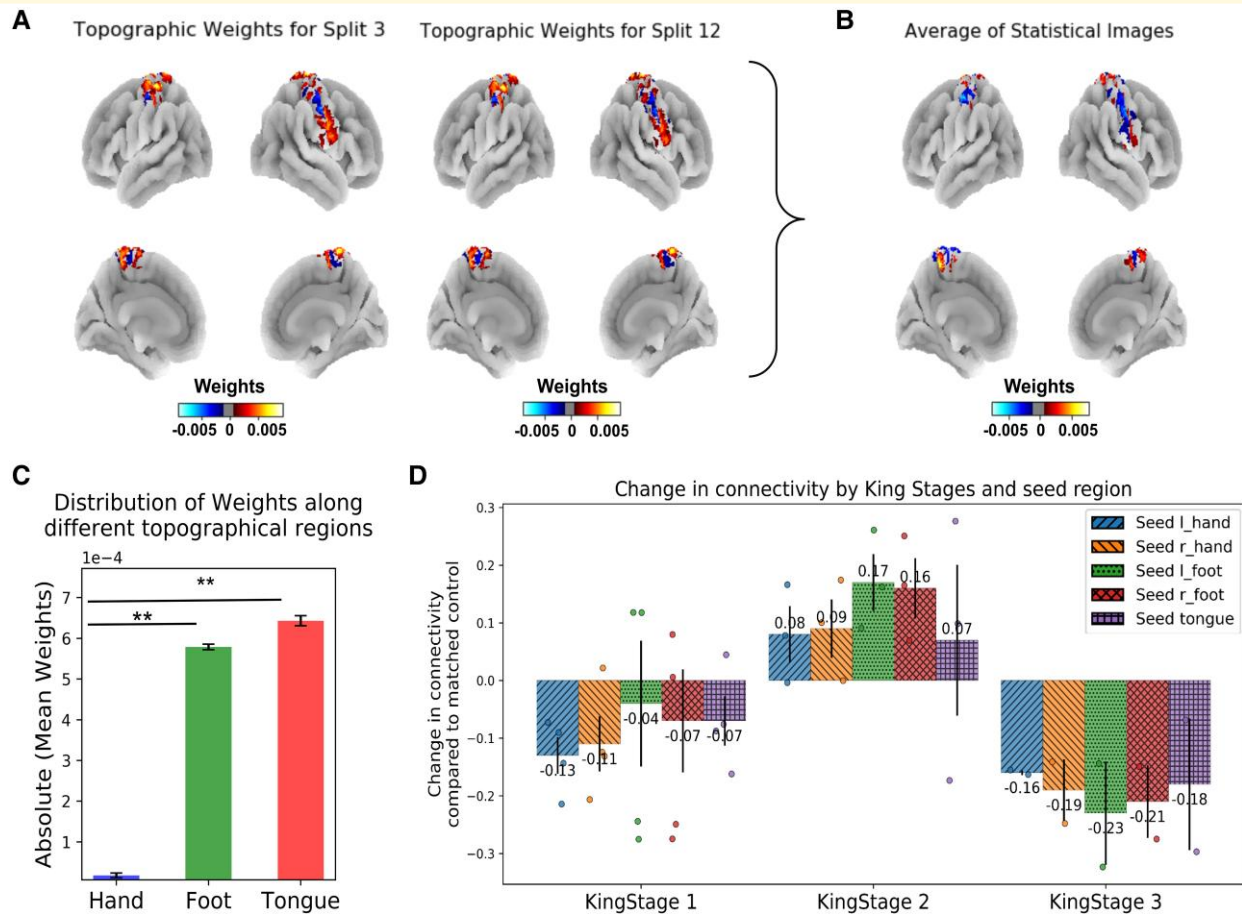 A
Topographic Weights for Split 3
Topographic Weights for Split 12
Weights
-0.005 0 0.005
Weights
-0.005 0 0.005
B
Average of Statistical Images
Weights
-0.005 0 0.005
C
Distribution of Weights along
different topographical regions
1e−4
Absolute (Mean Weights)
7
6
5
4
3
2
1
**
**
Hand Foot Tongue
D
Change in connectivity by King Stages and seed region
Change in connectivity
compared to matched control
0.3
0.2
0.1
0.0
−0.1
−0.2
−0.3
Seed l_hand
Seed r_hand
Seed l_foot
Seed r_foot
Seed tongue
-0.13
-0.11
-0.04
-0.07
-0.07
0.08
0.09
0.17
0.16
0.07
-0.16
-0.19
-0.23
-0.21
-0.18
KingStage 1 KingStage 2 KingStage 3